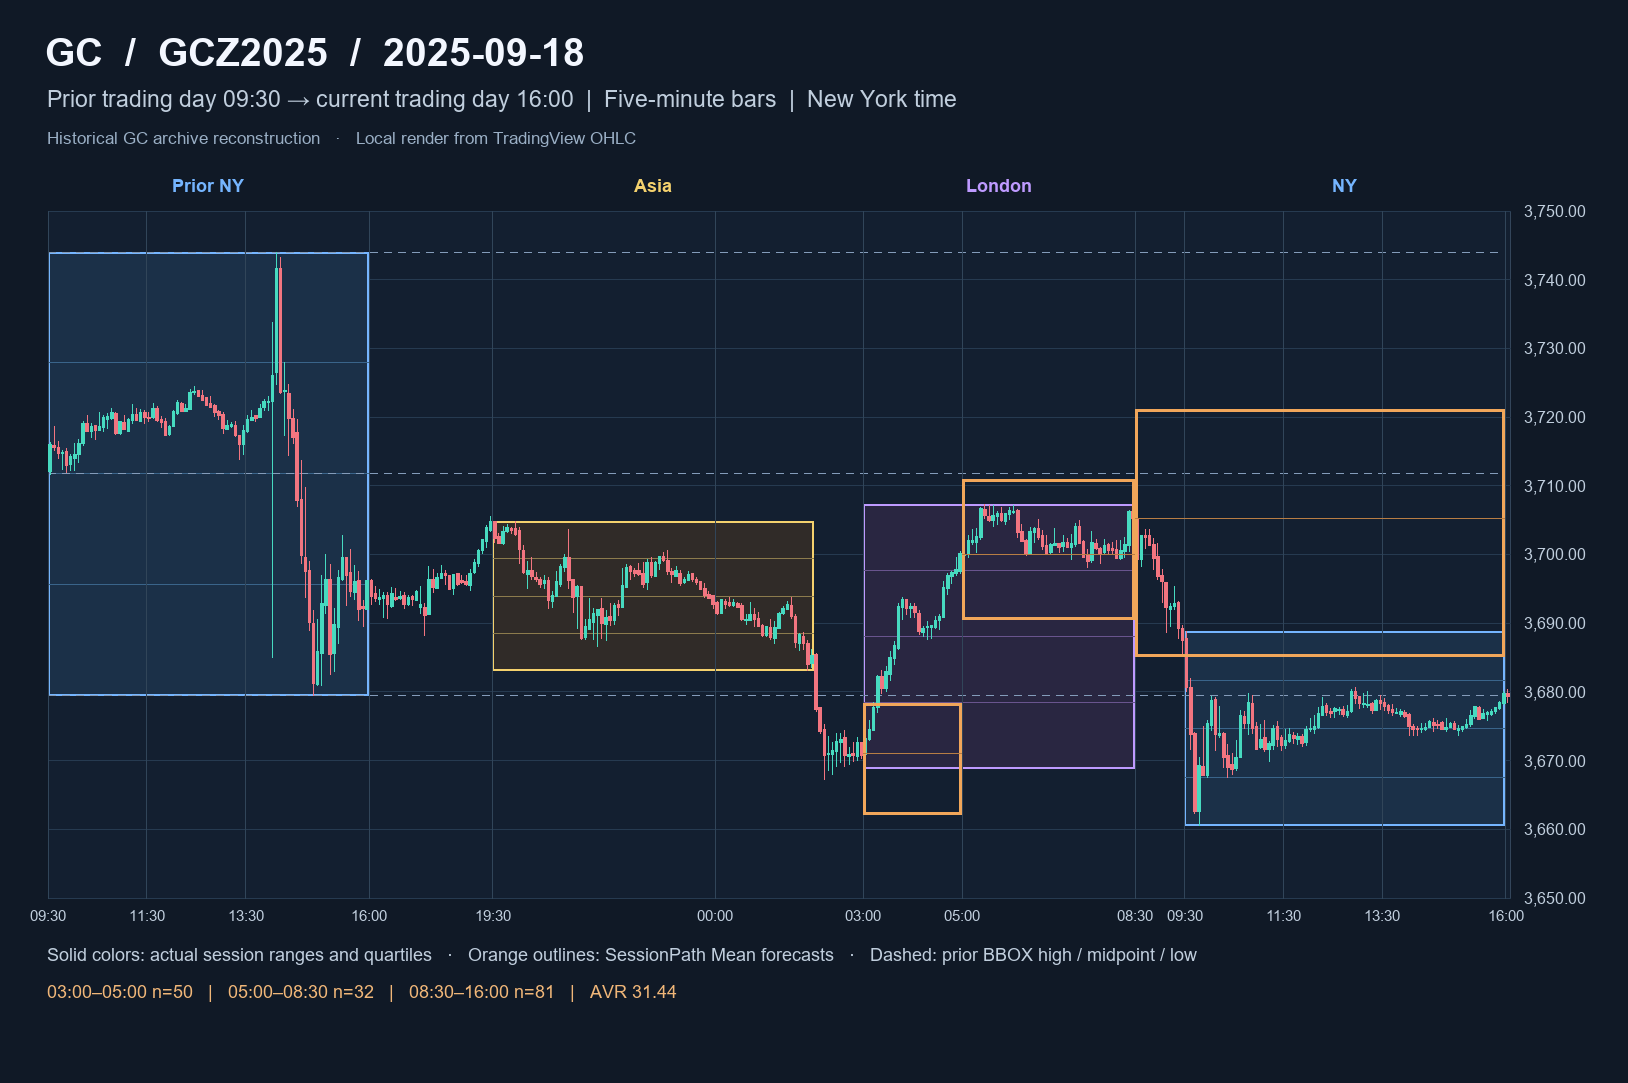 GC / GCZ2025 / 2025-09-18
Prior trading day 09:30 → current trading day 16:00 | Five-minute bars | New York time
Historical GC archive reconstruction · Local render from TradingView OHLC
Prior NY Asia London NY
3,750.00
3,740.00
3,730.00
3,720.00
3,710.00
3,700.00
3,690.00
3,680.00
3,670.00
3,660.00
3,650.00
09:30 11:30 13:30 16:00 19:30 00:00 03:00 05:00 08:30 09:30 11:30 13:30 16:00
Solid colors: actual session ranges and quartiles · Orange outlines: SessionPath Mean forecasts · Dashed: prior BBOX high / midpoint / low
03:00–05:00 n=50 | 05:00–08:30 n=32 | 08:30–16:00 n=81 | AVR 31.44